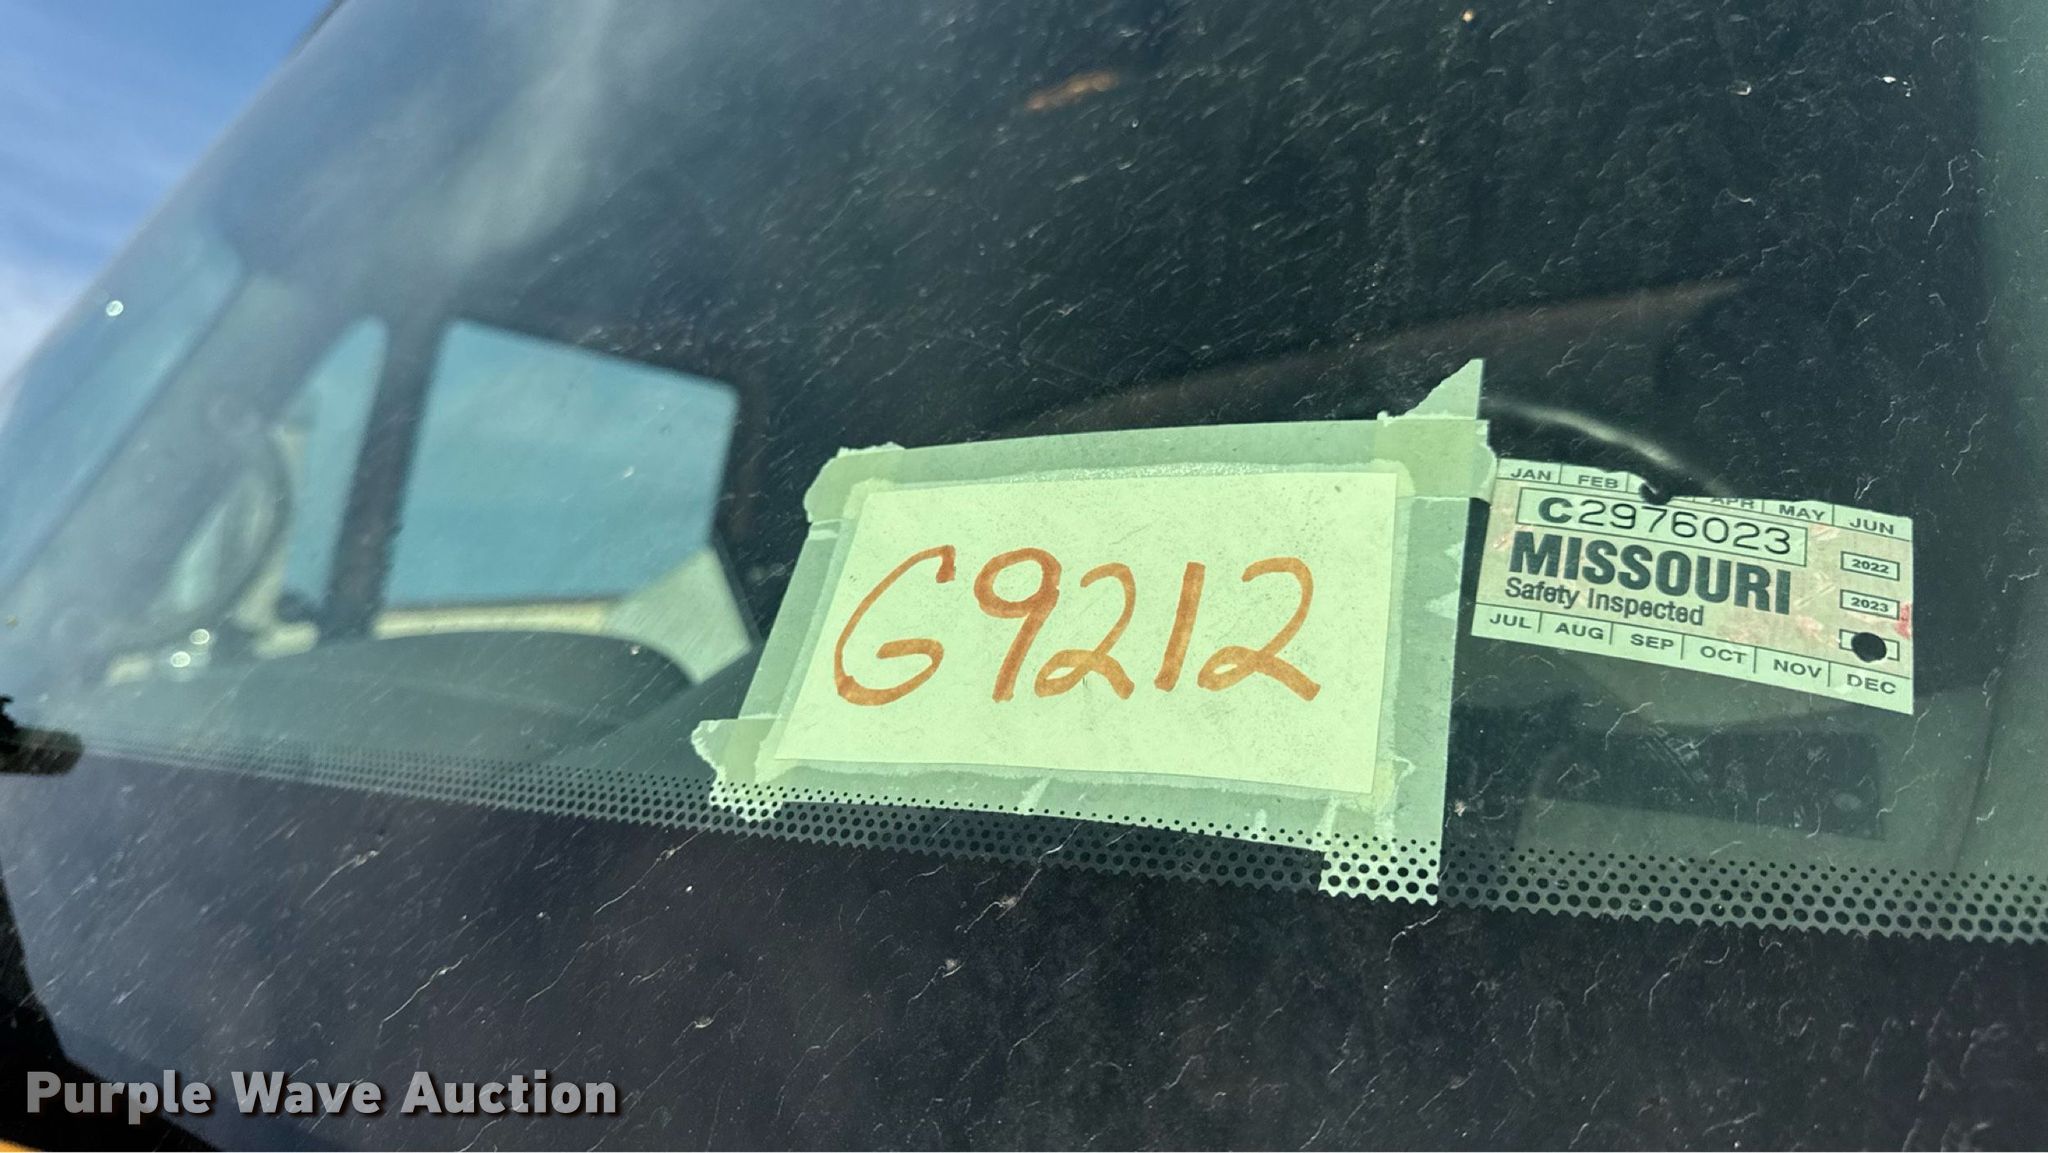 G9212
JAN FEB APR MAY JUN
C2976023
MISSOURI
Safety Inspected
2022
2023
JUL AUG SEP OCT NOV DEC
Purple Wave Auction